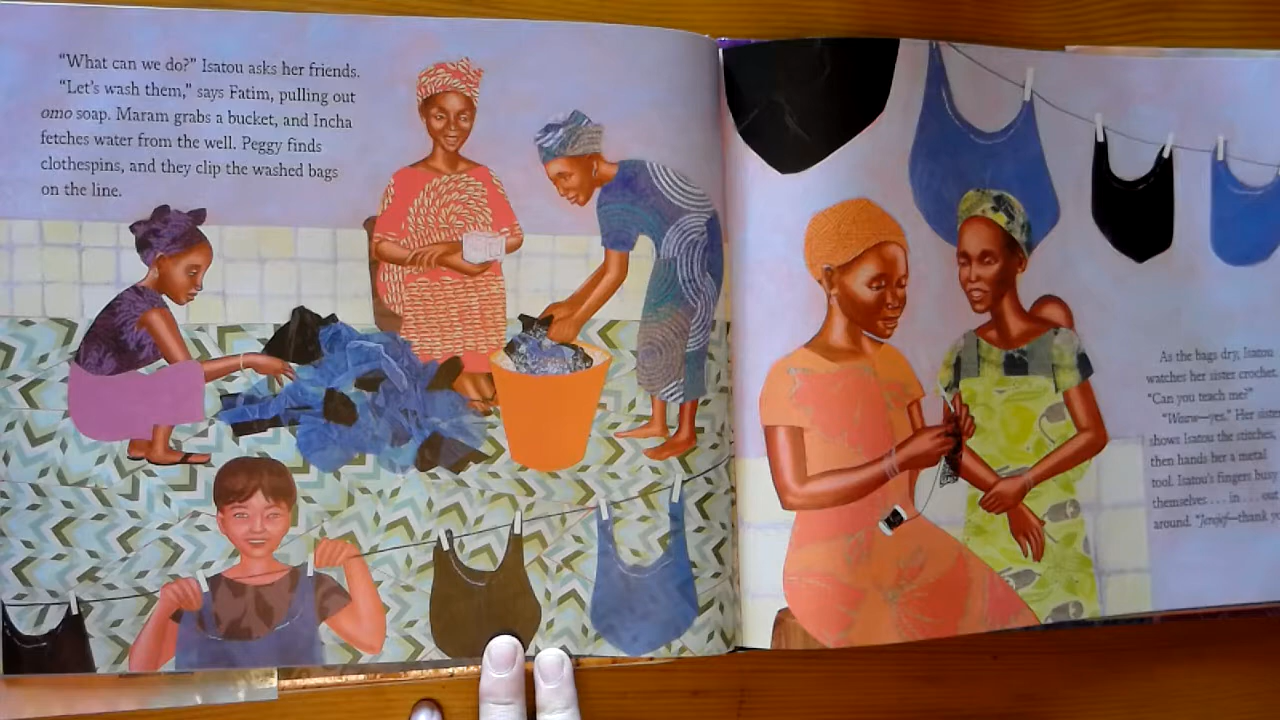 “What can we do?” Isatou asks her friends.
“Let’s wash them,” says Fatim, pulling out
omo soap. Maram grabs a bucket, and Incha
fetches water from the well. Peggy finds
clothespins, and they clip the washed bags
on the line.
As the bags dry, Isatou
watches her sister crochet.
“Can you teach me?”
“Waaw—yes.” Her sister
shows Isatou the stitches,
then hands her a metal
tool. Isatou’s fingers busy
themselves . . . in . . . out
around. “Jerejef—thank